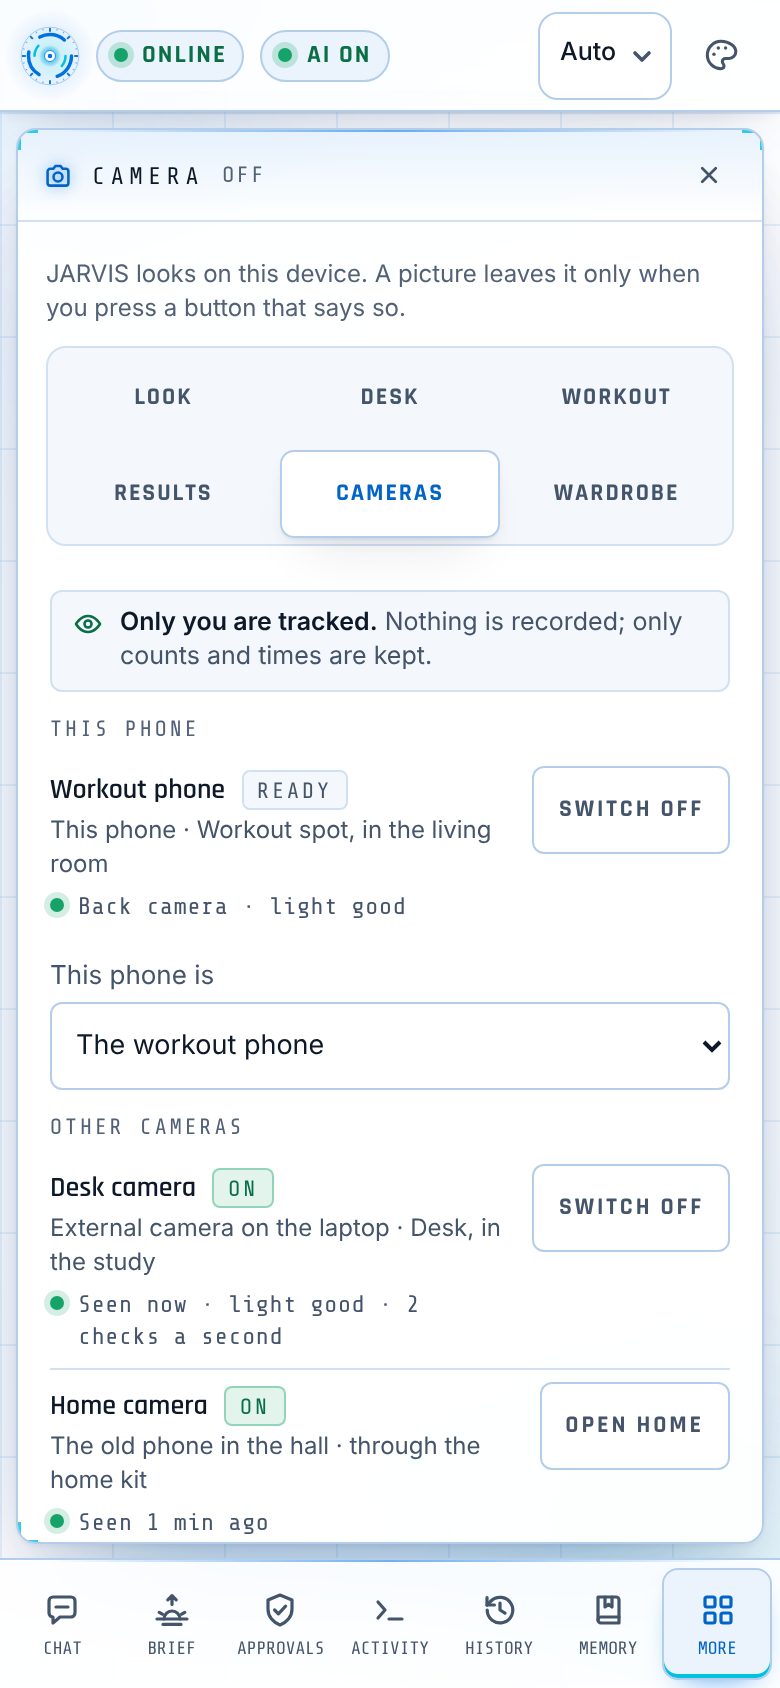 ONLINE
AI ON
Auto
CAMERA OFF
JARVIS looks on this device. A picture leaves it only when
you press a button that says so.
LOOK DESK WORKOUT
RESULTS CAMERAS WARDROBE
Only you are tracked. Nothing is recorded; only
counts and times are kept.
THIS PHONE
Workout phone READY
SWITCH OFF
This phone · Workout spot, in the living
room
Back camera · light good
This phone is
The workout phone
OTHER CAMERAS
Desk camera ON
SWITCH OFF
External camera on the laptop · Desk, in
the study
Seen now · light good · 2
checks a second
Home camera ON
OPEN HOME
The old phone in the hall · through the
home kit
Seen 1 min ago
CHAT BRIEF APPROVALS ACTIVITY HISTORY MEMORY MORE